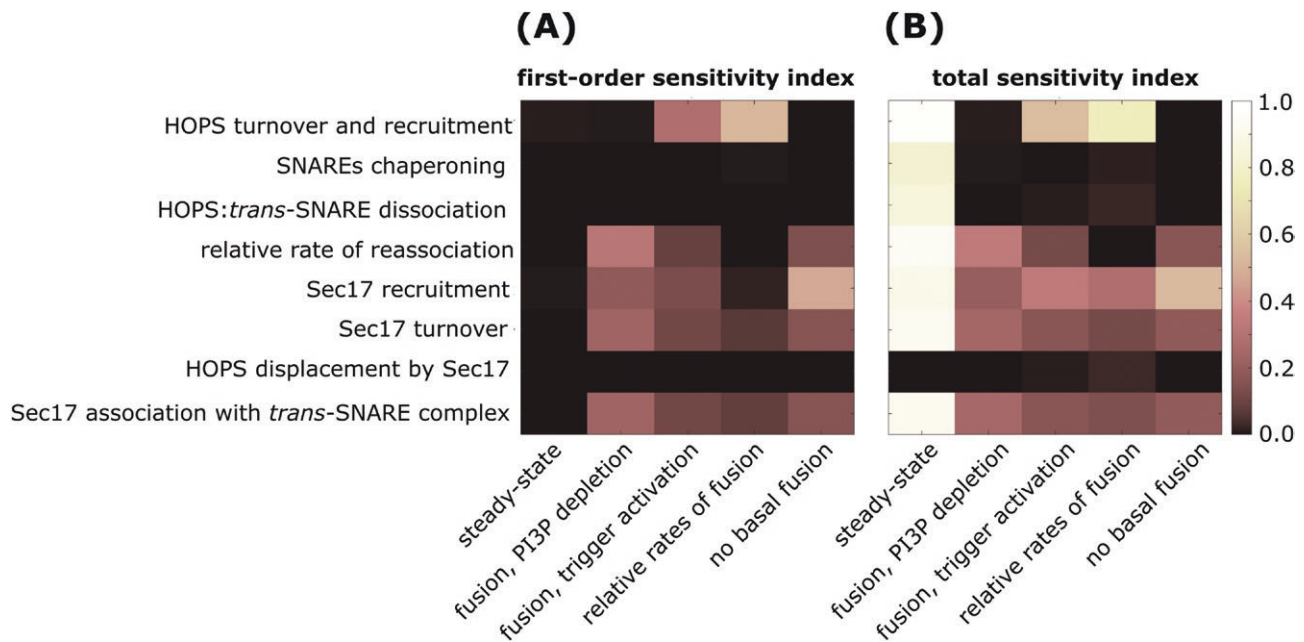 (A)
(B)
first-order sensitivity index
total sensitivity index
HOPS turnover and recruitment
SNAREs chaperoning
HOPS:trans-SNARE dissociation
relative rate of reassociation
Sec17 recruitment
Sec17 turnover
HOPS displacement by Sec17
Sec17 association with trans-SNARE complex
1.0
0.8
0.6
0.4
0.2
0.0
steady-state
fusion, PI3P depletion
fusion, trigger activation
relative rates of fusion
no basal fusion
steady-state
fusion, PI3P depletion
fusion, trigger activation
relative rates of fusion
no basal fusion